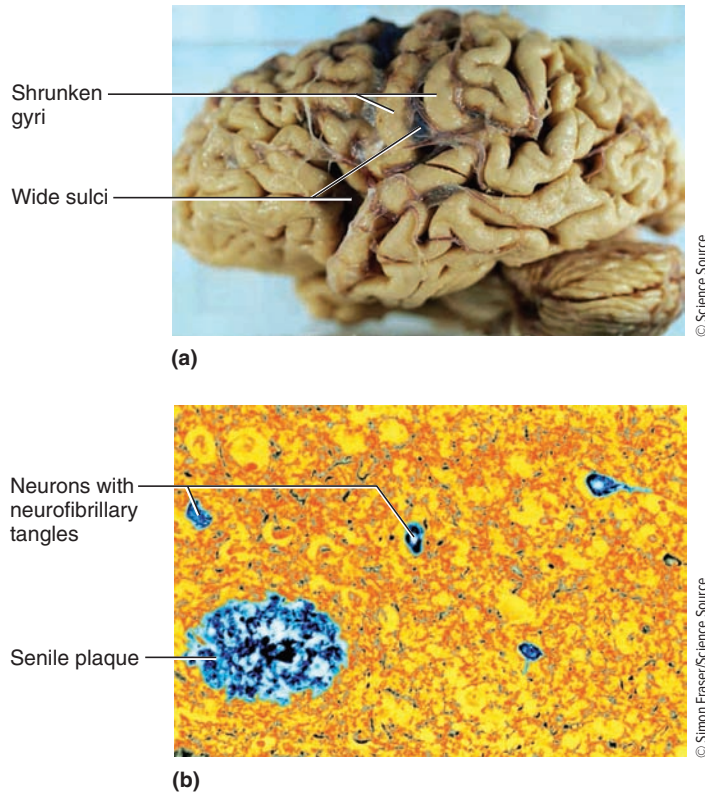 Shrunken
gyri
Wide sulci
© Science Source
(a)
Neurons with
neurofibrillary
tangles
Senile plaque
© Simon Fraser/Science Source
(b)